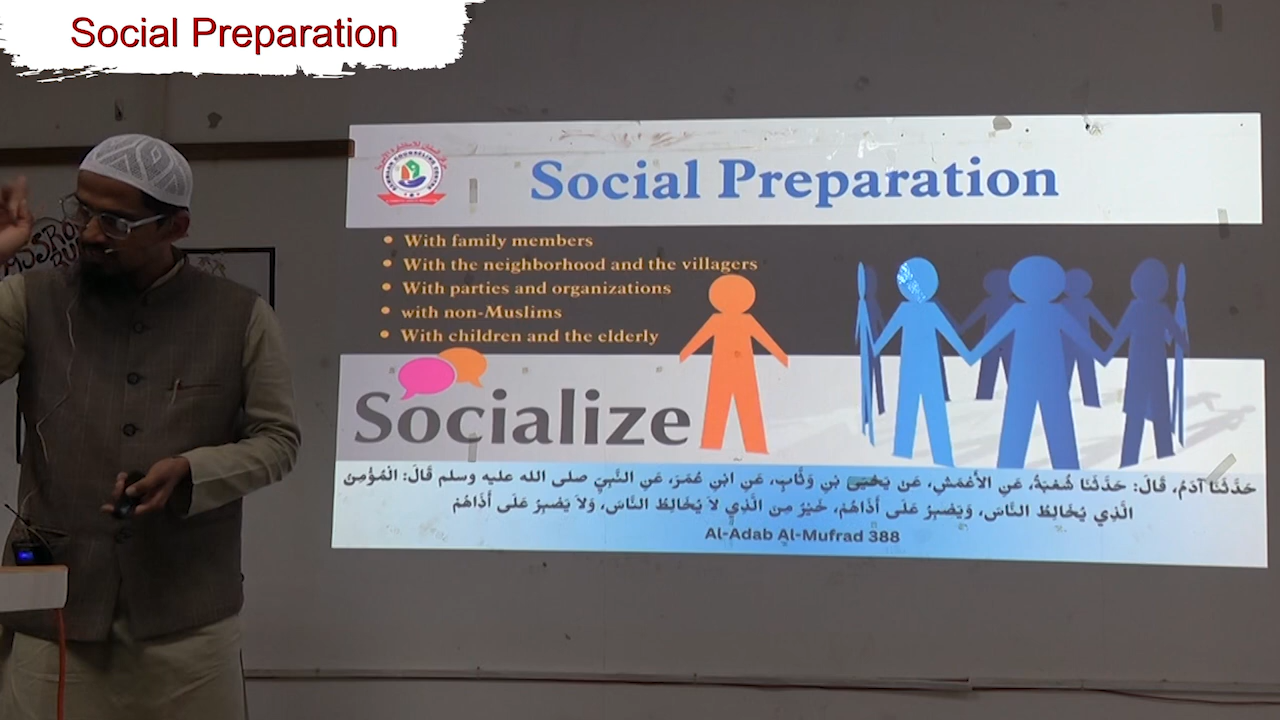 Social Preparation
Social Preparation
With family members
With the neighborhood and the villagers
With parties and organizations
with non-Muslims
With children and the elderly
Socialize
حَدَّثَنَا آدَمُ، قَالَ: حَدَّثَنَا شُعْبَةُ، عَنِ الأَعْمَشِ، عَنْ يَحْيَى بْنِ وَثَّابٍ، عَنِ ابْنِ عُمَرَ، عَنِ النَّبِيِّ صلى الله عليه وسلم قَالَ: الْمُؤْمِنُ
الَّذِي يُخَالِطُ النَّاسَ، وَيَصْبِرُ عَلَى أَذَاهُمْ، خَيْرٌ مِنَ الَّذِي لاَ يُخَالِطُ النَّاسَ، وَلاَ يَصْبِرُ عَلَى أَذَاهُمْ
Al-Adab Al-Mufrad 388